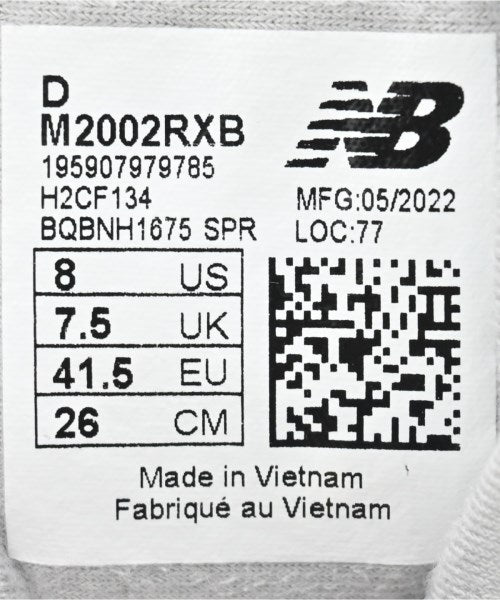 D
M2002RXB
195907979785
H2CF134
BQBNH1675 SPR
NB
MFG:05/2022
LOC:77
8 US
7.5 UK
41.5 EU
26 CM
Made in Vietnam
Fabriqué au Vietnam